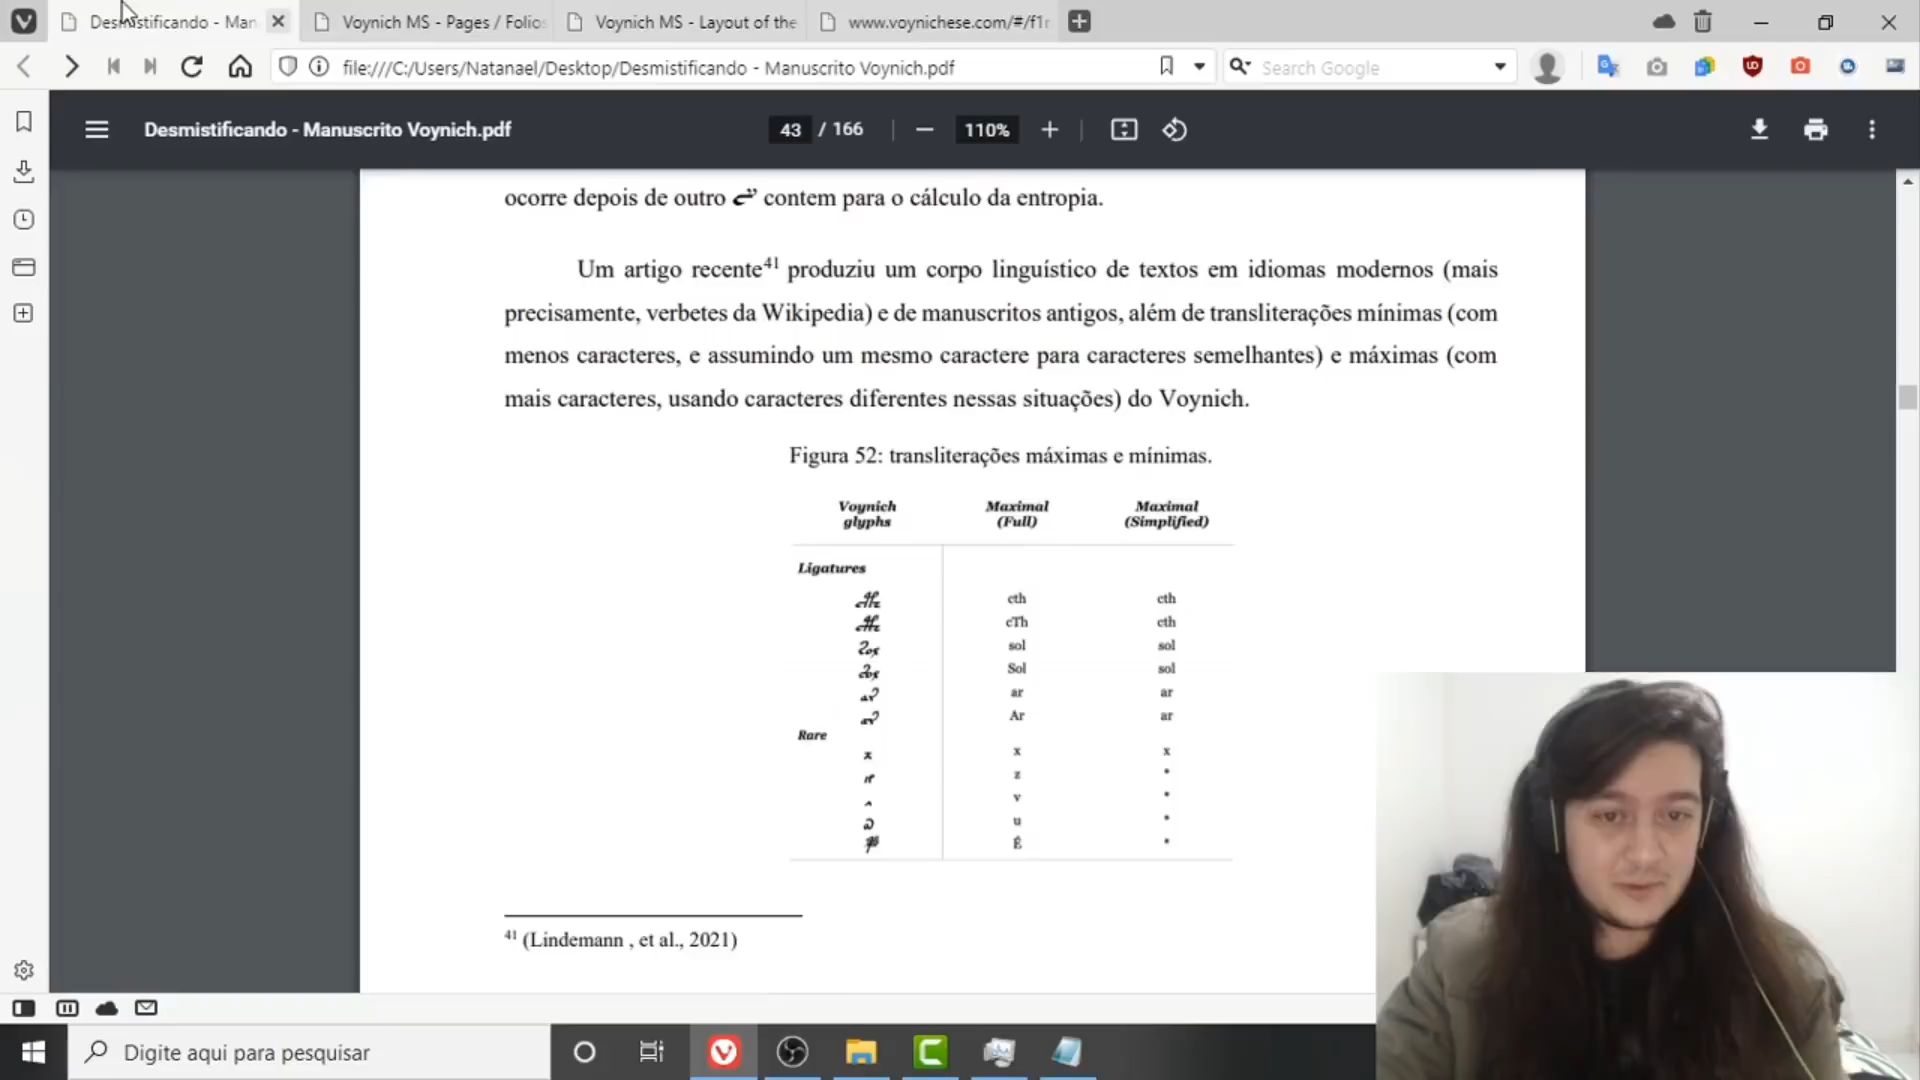 Desmistificando - Man
Voynich MS - Pages / Folios
Voynich MS - Layout of the
www.voynichese.com/#/f1r
file:///C:/Users/Natanael/Desktop/Desmistificando - Manuscrito Voynich.pdf
Search Google
Desmistificando - Manuscrito Voynich.pdf
43 / 166
110%
ocorre depois de outro contem para o cálculo da entropia.
Um artigo recente⁴¹ produziu um corpo linguístico de textos em idiomas modernos (mais
precisamente, verbetes da Wikipedia) e de manuscritos antigos, além de transliterações mínimas (com
menos caracteres, e assumindo um mesmo caractere para caracteres semelhantes) e máximas (com
mais caracteres, usando caracteres diferentes nessas situações) do Voynich.
Figura 52: transliterações máximas e mínimas.
Voynich glyphs Maximal (Full) Maximal (Simplified)
Ligatures
cth cth
cTh cth
sol sol
Sol sol
ar ar
Ar ar
Rare
x x
z *
v *
u *
É *
⁴¹ (Lindemann , et al., 2021)
Digite aqui para pesquisar